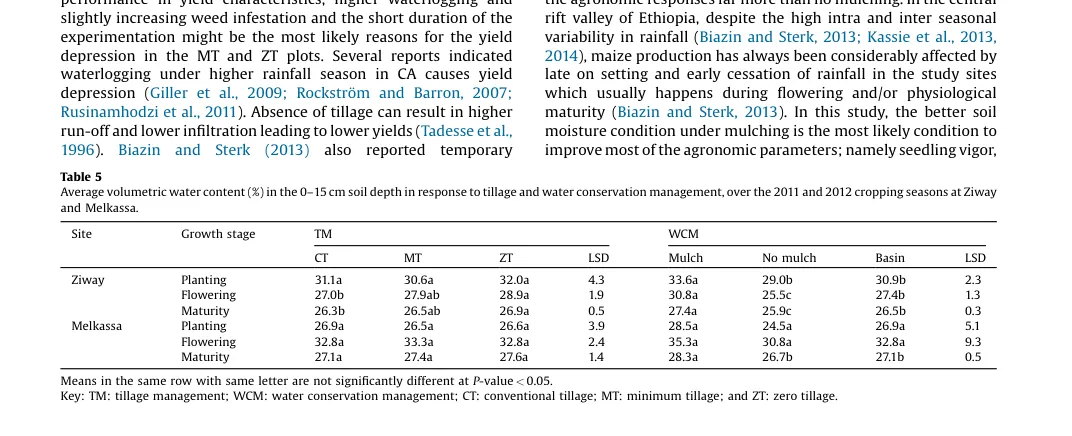 performance in yield characteristics, higher waterlogging and
slightly increasing weed infestation and the short duration of the
experimentation might be the most likely reasons for the yield
depression in the MT and ZT plots. Several reports indicated
waterlogging under higher rainfall season in CA causes yield
depression (Giller et al., 2009; Rockström and Barron, 2007;
Rusinamhodzi et al., 2011). Absence of tillage can result in higher
run-off and lower infiltration leading to lower yields (Tadesse et al.,
1996). Biazin and Sterk (2013) also reported temporary
the agronomic responses far more than no mulching. In the central
rift valley of Ethiopia, despite the high intra and inter seasonal
variability in rainfall (Biazin and Sterk, 2013; Kassie et al., 2013,
2014), maize production has always been considerably affected by
late on setting and early cessation of rainfall in the study sites
which usually happens during flowering and/or physiological
maturity (Biazin and Sterk, 2013). In this study, the better soil
moisture condition under mulching is the most likely condition to
improve most of the agronomic parameters; namely seedling vigor,
Table 5
Average volumetric water content (%) in the 0–15 cm soil depth in response to tillage and water conservation management, over the 2011 and 2012 cropping seasons at Ziway
and Melkassa.
Site Growth stage TM WCM
CT MT ZT LSD Mulch No mulch Basin LSD
Ziway Planting 31.1a 30.6a 32.0a 4.3 33.6a 29.0b 30.9b 2.3
Flowering 27.0b 27.9ab 28.9a 1.9 30.8a 25.5c 27.4b 1.3
Maturity 26.3b 26.5ab 26.9a 0.5 27.4a 25.9c 26.5b 0.3
Melkassa Planting 26.9a 26.5a 26.6a 3.9 28.5a 24.5a 26.9a 5.1
Flowering 32.8a 33.3a 32.8a 2.4 35.3a 30.8a 32.8a 9.3
Maturity 27.1a 27.4a 27.6a 1.4 28.3a 26.7b 27.1b 0.5
Means in the same row with same letter are not significantly different at P-value < 0.05.
Key: TM: tillage management; WCM: water conservation management; CT: conventional tillage; MT: minimum tillage; and ZT: zero tillage.